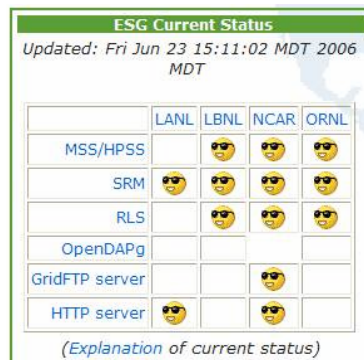 ESG Current Status
Updated: Fri Jun 23 15:11:02 MDT 2006
MDT
LANL LBNL NCAR ORNL
MSS/HPSS
SRM
RLS
OpenDAPg
GridFTP server
HTTP server
(Explanation of current status)